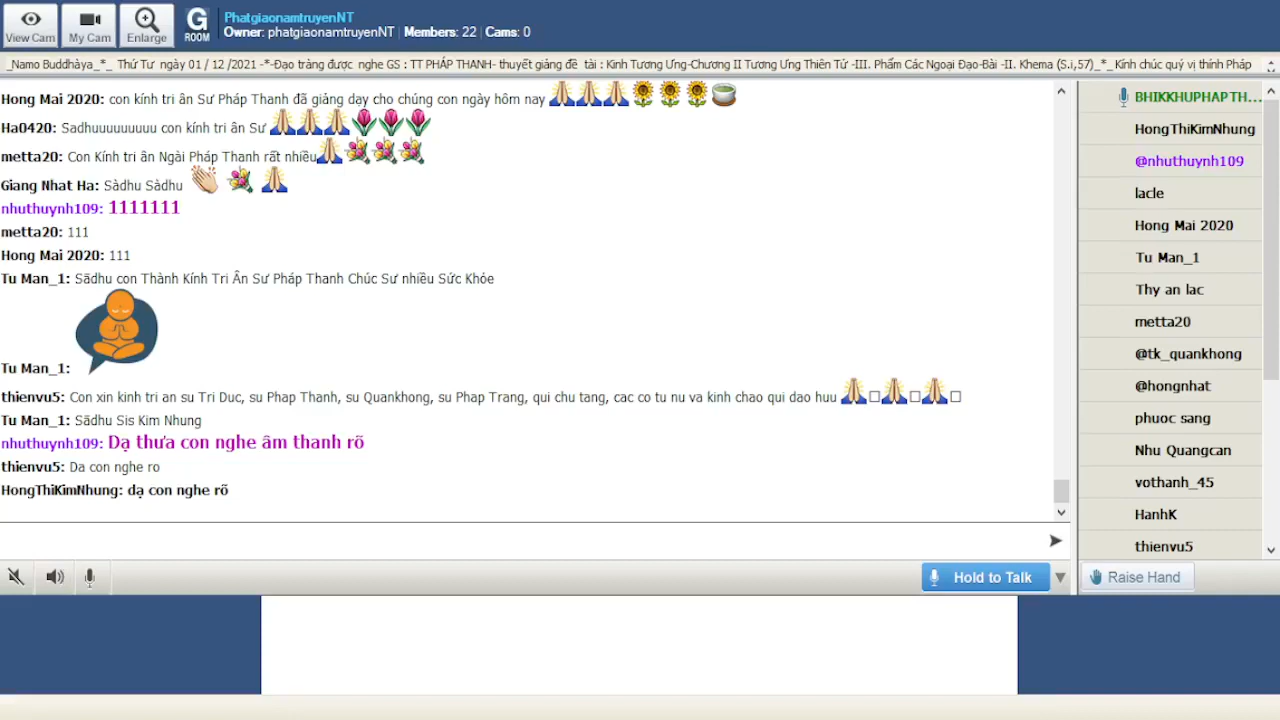 View Cam
My Cam
Enlarge
G ROOM
PhatgiaonamtruyenNT
Owner: phatgiaonamtruyenNT | Members: 22 | Cams: 0
_Namo Buddhàya_*_ Thứ Tư ngày 01 / 12 /2021 -*-Đạo tràng được nghe GS : TT PHÁP THANH- thuyết giảng đề tài : Kinh Tương Ưng-Chương II Tương Ưng Thiên Tử -III. Phẩm Các Ngoại Đạo-Bài -II. Khema (S.i,57)_*_Kính chúc quý vị thính Pháp
Hong Mai 2020: con kính tri ân Sư Pháp Thanh đã giảng dạy cho chúng con ngày hôm nay
Ha0420: Sadhuuuuuuuuu con kính tri ân Sư
metta20: Con Kính tri ân Ngài Pháp Thanh rất nhiều
Giang Nhat Ha: Sàdhu Sàdhu
nhuthuynh109: 1111111
metta20: 111
Hong Mai 2020: 111
Tu Man_1: Sādhu con Thành Kính Tri Ân Sư Pháp Thanh Chúc Sư nhiều Sức Khỏe
Tu Man_1:
thienvu5: Con xin kinh tri an su Tri Duc, su Phap Thanh, su Quankhong, su Phap Trang, qui chu tang, cac co tu nu va kinh chao qui dao huu
Tu Man_1: Sādhu Sis Kim Nhung
nhuthuynh109: Dạ thưa con nghe âm thanh rõ
thienvu5: Da con nghe ro
HongThiKimNhung: dạ con nghe rõ
Hold to Talk
BHIKKHUPHAPTH...
HongThiKimNhung
@nhuthuynh109
lacle
Hong Mai 2020
Tu Man_1
Thy an lac
metta20
@tk_quankhong
@hongnhat
phuoc sang
Nhu Quangcan
vothanh_45
HanhK
thienvu5
Raise Hand